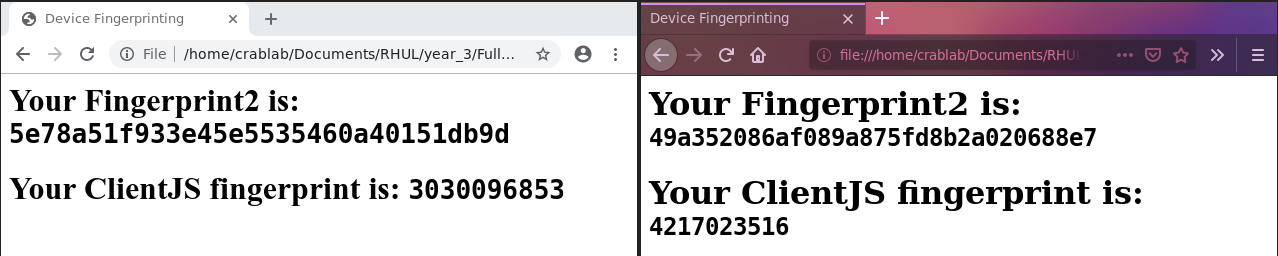 Device Fingerprinting
File /home/crablab/Documents/RHUL/year_3/Full...
Your Fingerprint2 is:
5e78a51f933e45e5535460a40151db9d
Your ClientJS fingerprint is: 3030096853
Device Fingerprinting
file:///home/crablab/Documents/RHUL
Your Fingerprint2 is:
49a352086af089a875fd8b2a020688e7
Your ClientJS fingerprint is:
4217023516